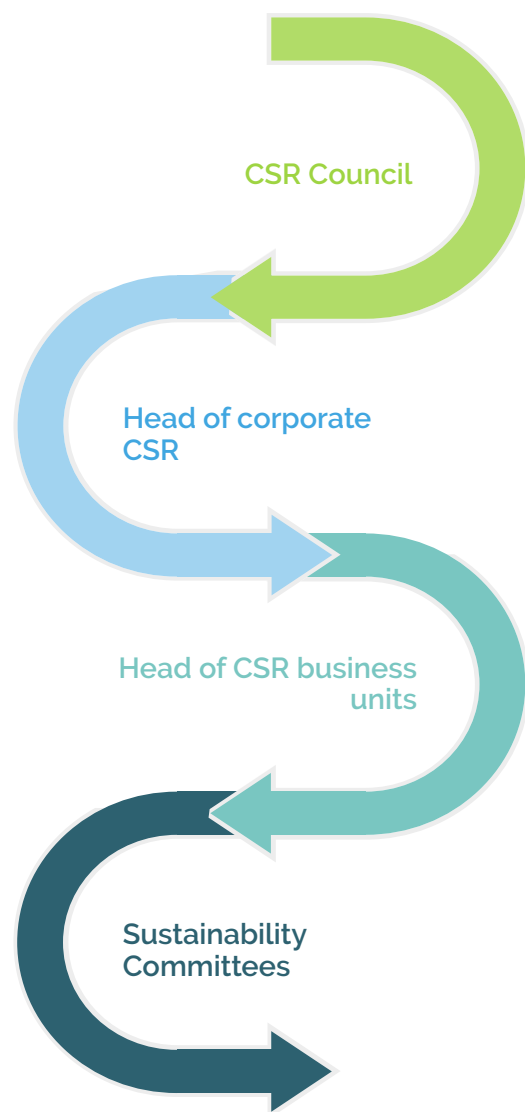 CSR Council
Head of corporate
CSR
Head of CSR business
units
Sustainability
Committees